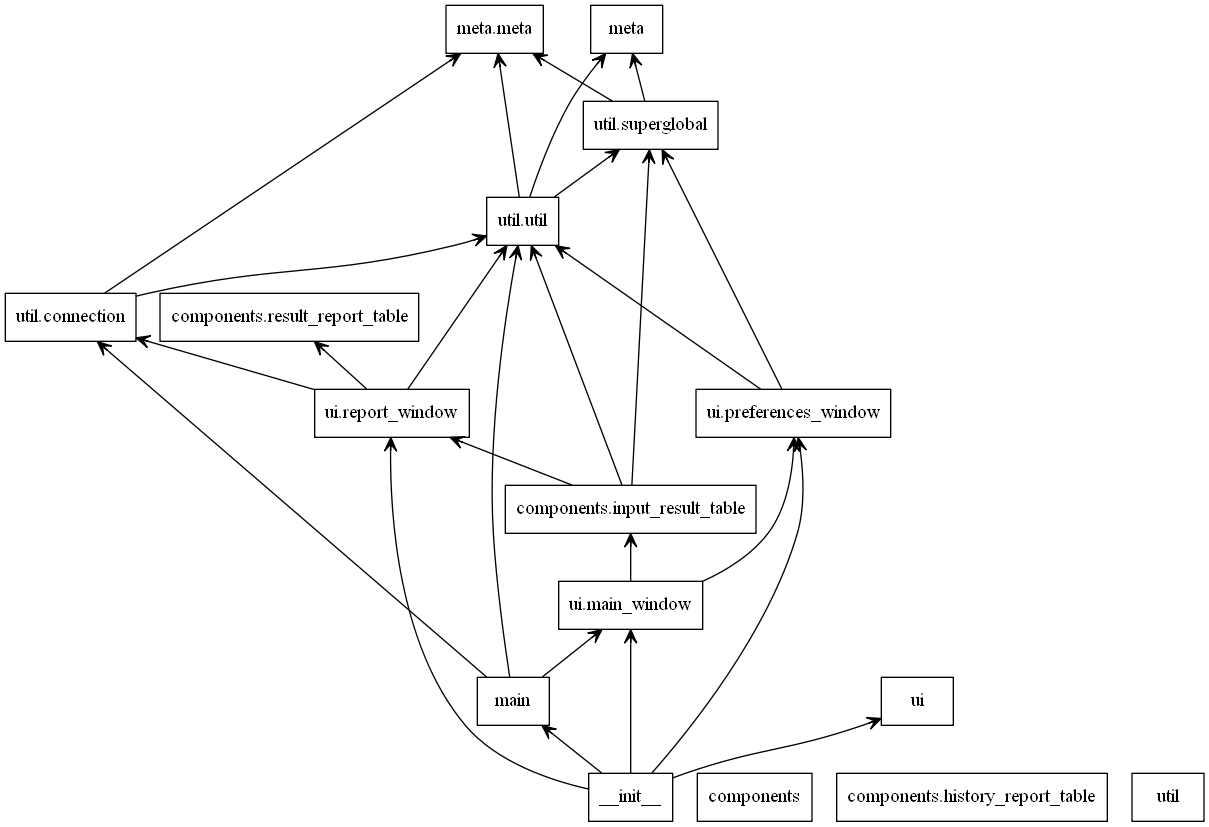 meta.meta
meta
util.superglobal
util.util
util.connection
components.result_report_table
ui.report_window
ui.preferences_window
components.input_result_table
ui.main_window
main
ui
__init__
components
components.history_report_table
util